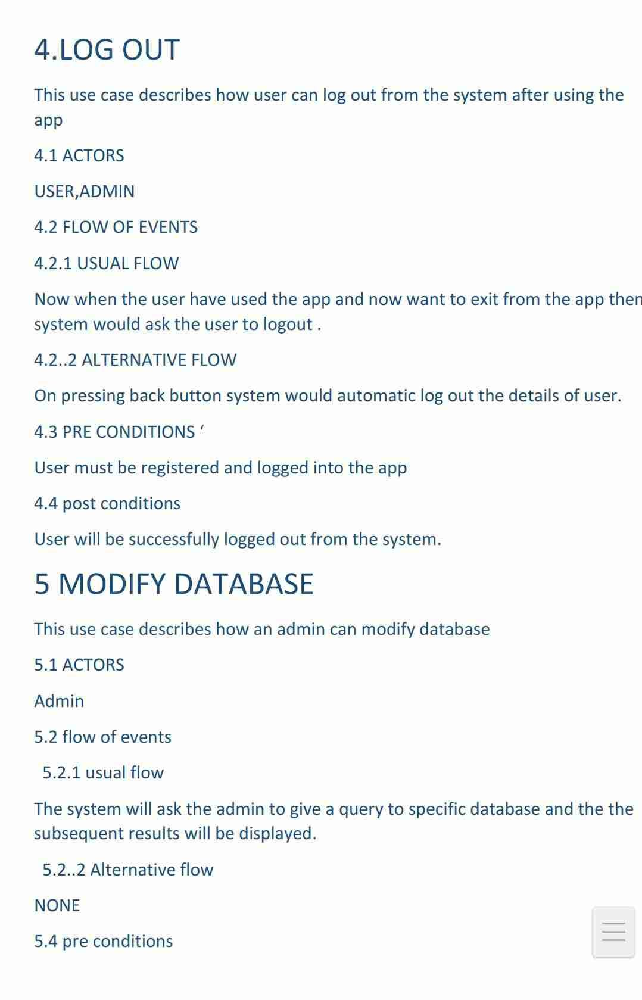 4.LOG OUT
This use case describes how user can log out from the system after using the
app
4.1 ACTORS
USER,ADMIN
4.2 FLOW OF EVENTS
4.2.1 USUAL FLOW
Now when the user have used the app and now want to exit from the app then
system would ask the user to logout .
4.2..2 ALTERNATIVE FLOW
On pressing back button system would automatic log out the details of user.
4.3 PRE CONDITIONS ‘
User must be registered and logged into the app
4.4 post conditions
User will be successfully logged out from the system.
5 MODIFY DATABASE
This use case describes how an admin can modify database
5.1 ACTORS
Admin
5.2 flow of events
5.2.1 usual flow
The system will ask the admin to give a query to specific database and the the
subsequent results will be displayed.
5.2..2 Alternative flow
NONE
5.4 pre conditions